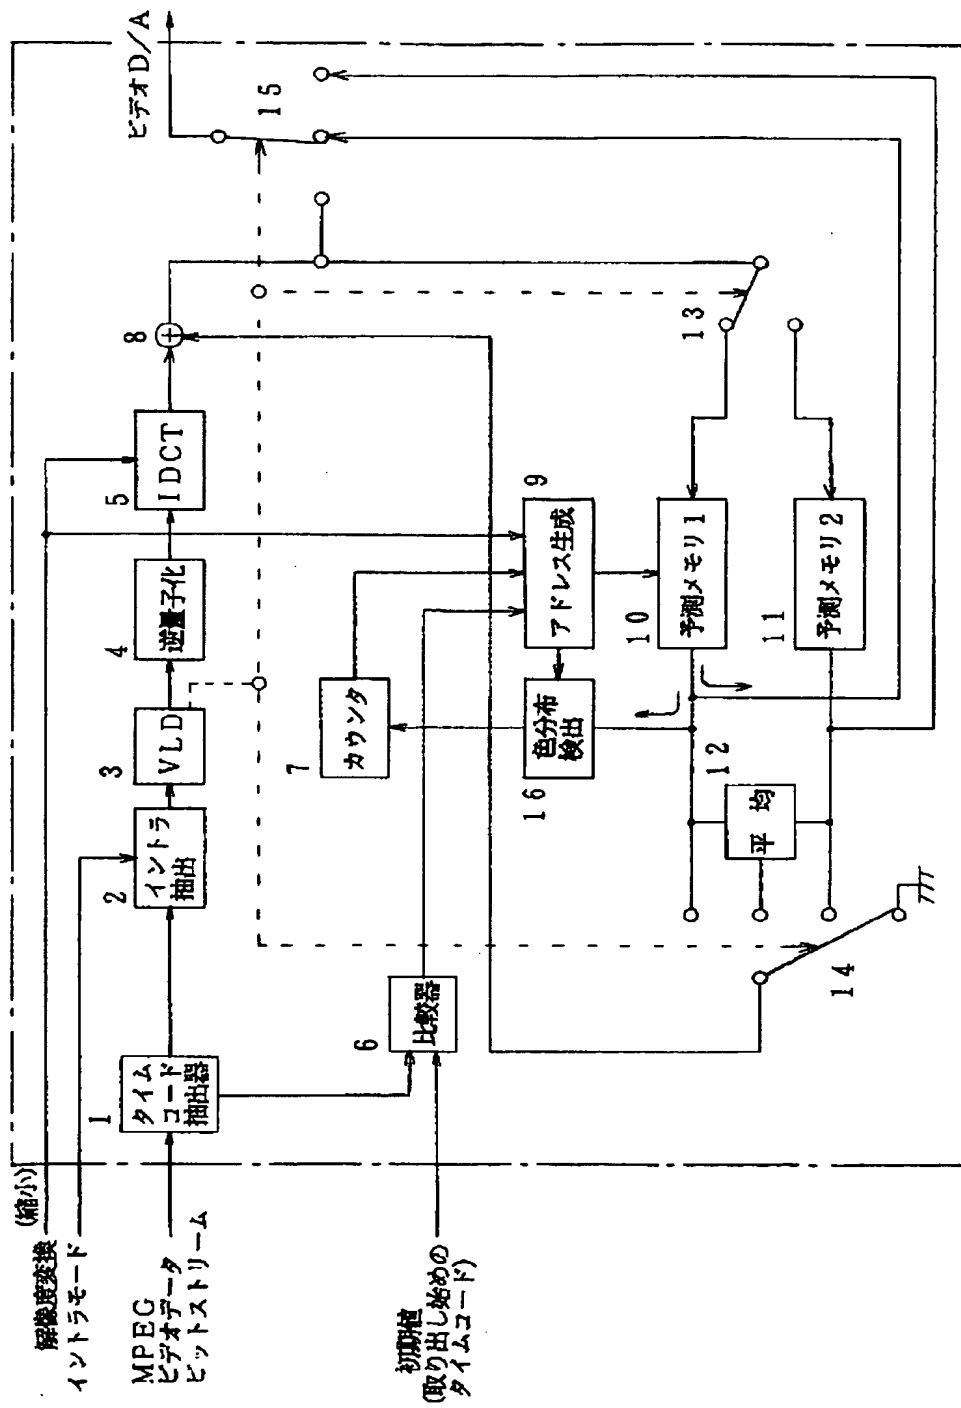 解像度変換(縮小)
イントラモード
MPEG
ビデオデータ
ビットストリーム
初期値
(取り出し始めの
タイムコード)
1
タイム
コード
抽出器
2
イントラ
抽出
3
VLD
4
逆量子化
5
IDCT
8
ビデオD/A
15
6
比較器
7
カウンタ
9
アドレス生成
16
色分布
検出
10
予測メモリ1
11
予測メモリ2
12
平均
13
14